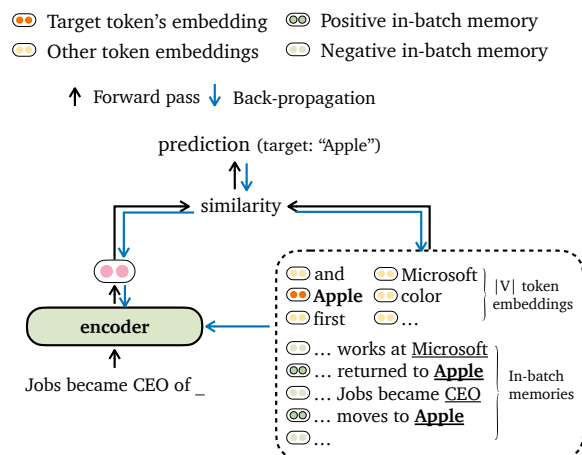 Target token's embedding
Positive in-batch memory
Other token embeddings
Negative in-batch memory
Forward pass
Back-propagation
prediction (target: “Apple”)
similarity
encoder
Jobs became CEO of _
and
Microsoft
Apple
color
first
...
|V| token
embeddings
... works at Microsoft
... returned to Apple
... Jobs became CEO
... moves to Apple
...
In-batch
memories